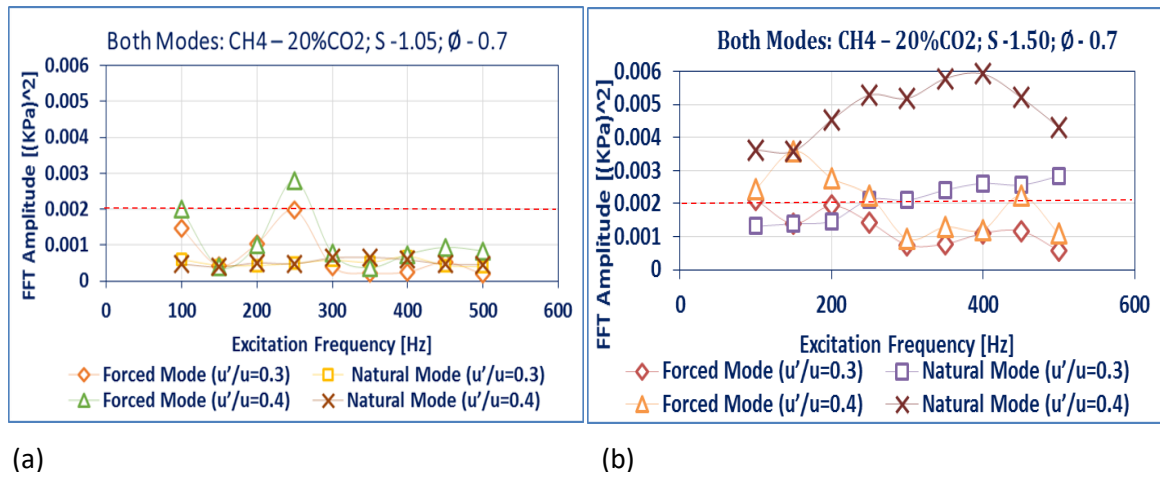 Both Modes: CH4 – 20%CO2; S -1.05; Ø - 0.7
FFT Amplitude [(KPa)^2]
0.006
0.005
0.004
0.003
0.002
0.001
0
0 100 200 300 400 500 600
Excitation Frequency [Hz]
Forced Mode (u'/u=0.3) Natural Mode (u'/u=0.3)
Forced Mode (u'/u=0.4) Natural Mode (u'/u=0.4)
(a)
Both Modes: CH4 – 20%CO2; S -1.50; Ø - 0.7
FFT Amplitude [(KPa)^2]
0.006
0.005
0.004
0.003
0.002
0.001
0
0 200 400 600
Excitation Frequency [Hz]
Forced Mode (u'/u=0.3) Natural Mode (u'/u=0.3)
Forced Mode (u'/u=0.4) Natural Mode (u'/u=0.4)
(b)